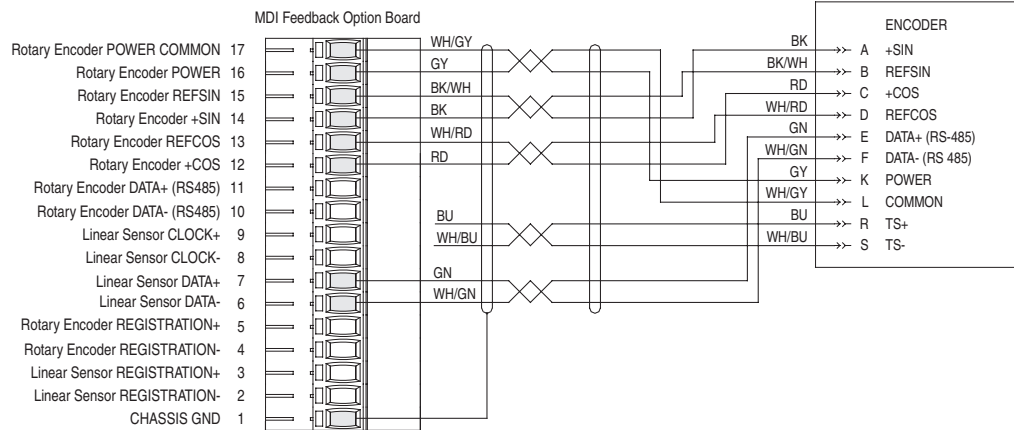 MDI Feedback Option Board
ENCODER
Rotary Encoder POWER COMMON 17 WH/GY BK A +SIN
Rotary Encoder POWER 16 GY BK/WH B REFSIN
Rotary Encoder REFSIN 15 BK/WH RD C +COS
Rotary Encoder +SIN 14 BK WH/RD D REFCOS
Rotary Encoder REFCOS 13 WH/RD GN E DATA+ (RS-485)
Rotary Encoder +COS 12 RD WH/GN F DATA- (RS 485)
Rotary Encoder DATA+ (RS485) 11 GY K POWER
Rotary Encoder DATA- (RS485) 10 WH/GY L COMMON
Linear Sensor CLOCK+ 9 BU BU R TS+
Linear Sensor CLOCK- 8 WH/BU WH/BU S TS-
Linear Sensor DATA+ 7 GN
Linear Sensor DATA- 6 WH/GN
Rotary Encoder REGISTRATION+ 5
Rotary Encoder REGISTRATION- 4
Linear Sensor REGISTRATION+ 3
Linear Sensor REGISTRATION- 2
CHASSIS GND 1